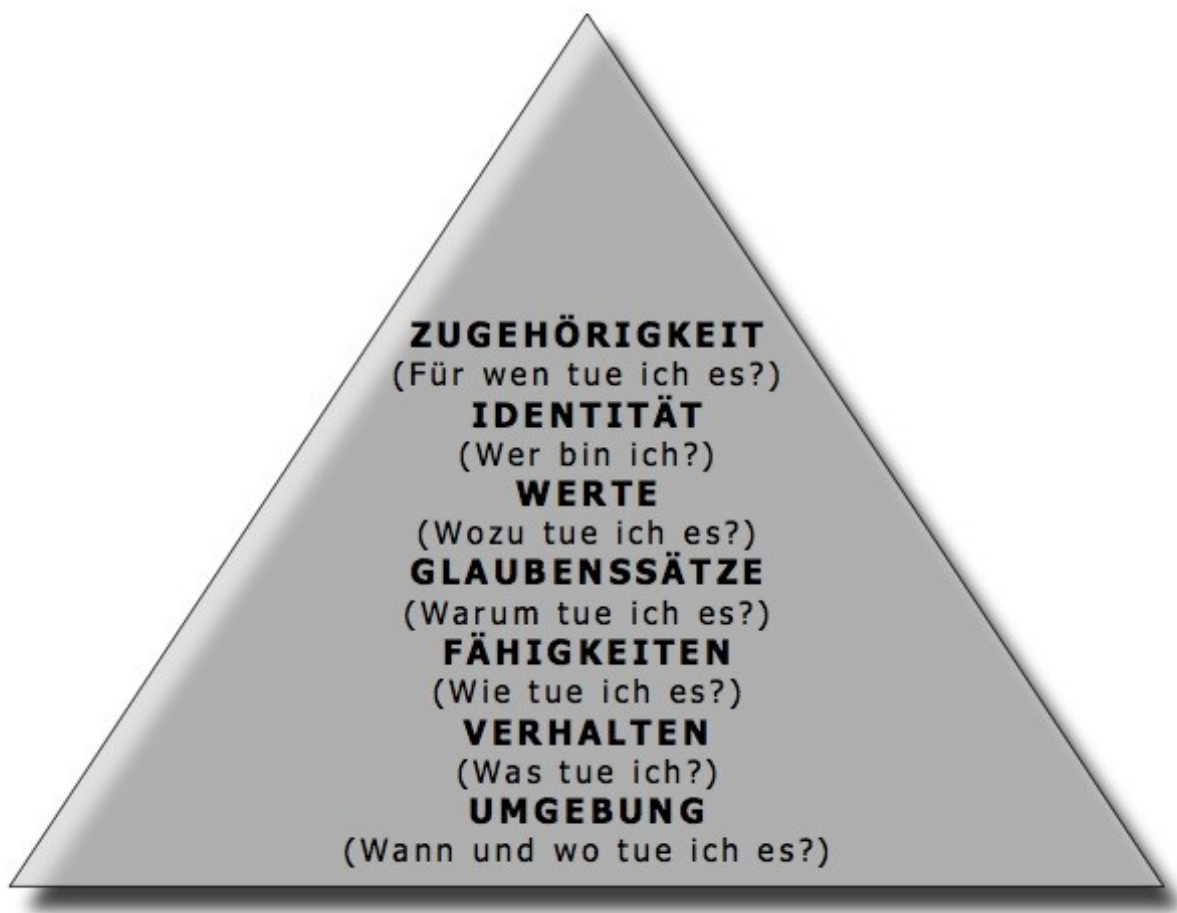 ZUGEHÖRIGKEIT
(Für wen tue ich es?)
IDENTITÄT
(Wer bin ich?)
WERTE
(Wozu tue ich es?)
GLAUBENSSÄTZE
(Warum tue ich es?)
FÄHIGKEITEN
(Wie tue ich es?)
VERHALTEN
(Was tue ich?)
UMGEBUNG
(Wann und wo tue ich es?)